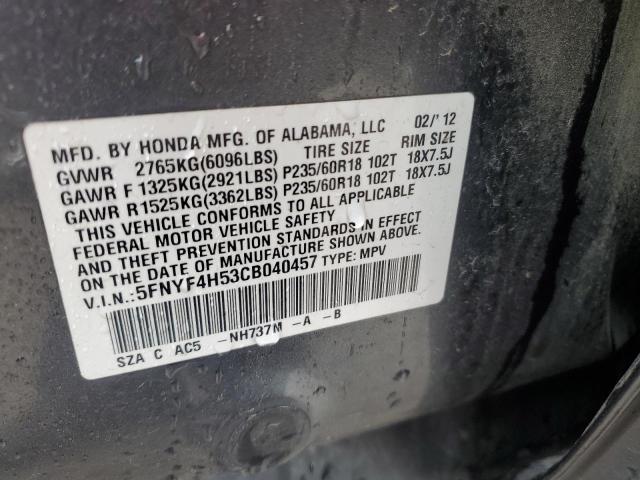 MFD. BY HONDA MFG. OF ALABAMA, LLC 02/'12
GVWR 2765KG(6096LBS) TIRE SIZE RIM SIZE
GAWR F 1325KG(2921LBS) P235/60R18 102T 18X7.5J
GAWR R1525KG(3362LBS) P235/60R18 102T 18X7.5J
THIS VEHICLE CONFORMS TO ALL APPLICABLE
FEDERAL MOTOR VEHICLE SAFETY
AND THEFT PREVENTION STANDARDS IN EFFECT
ON THE DATE OF MANUFACTURE SHOWN ABOVE.
V.I.N.:5FNYF4H53CB040457 TYPE: MPV
SZA C AC5 -NH737M -A -B